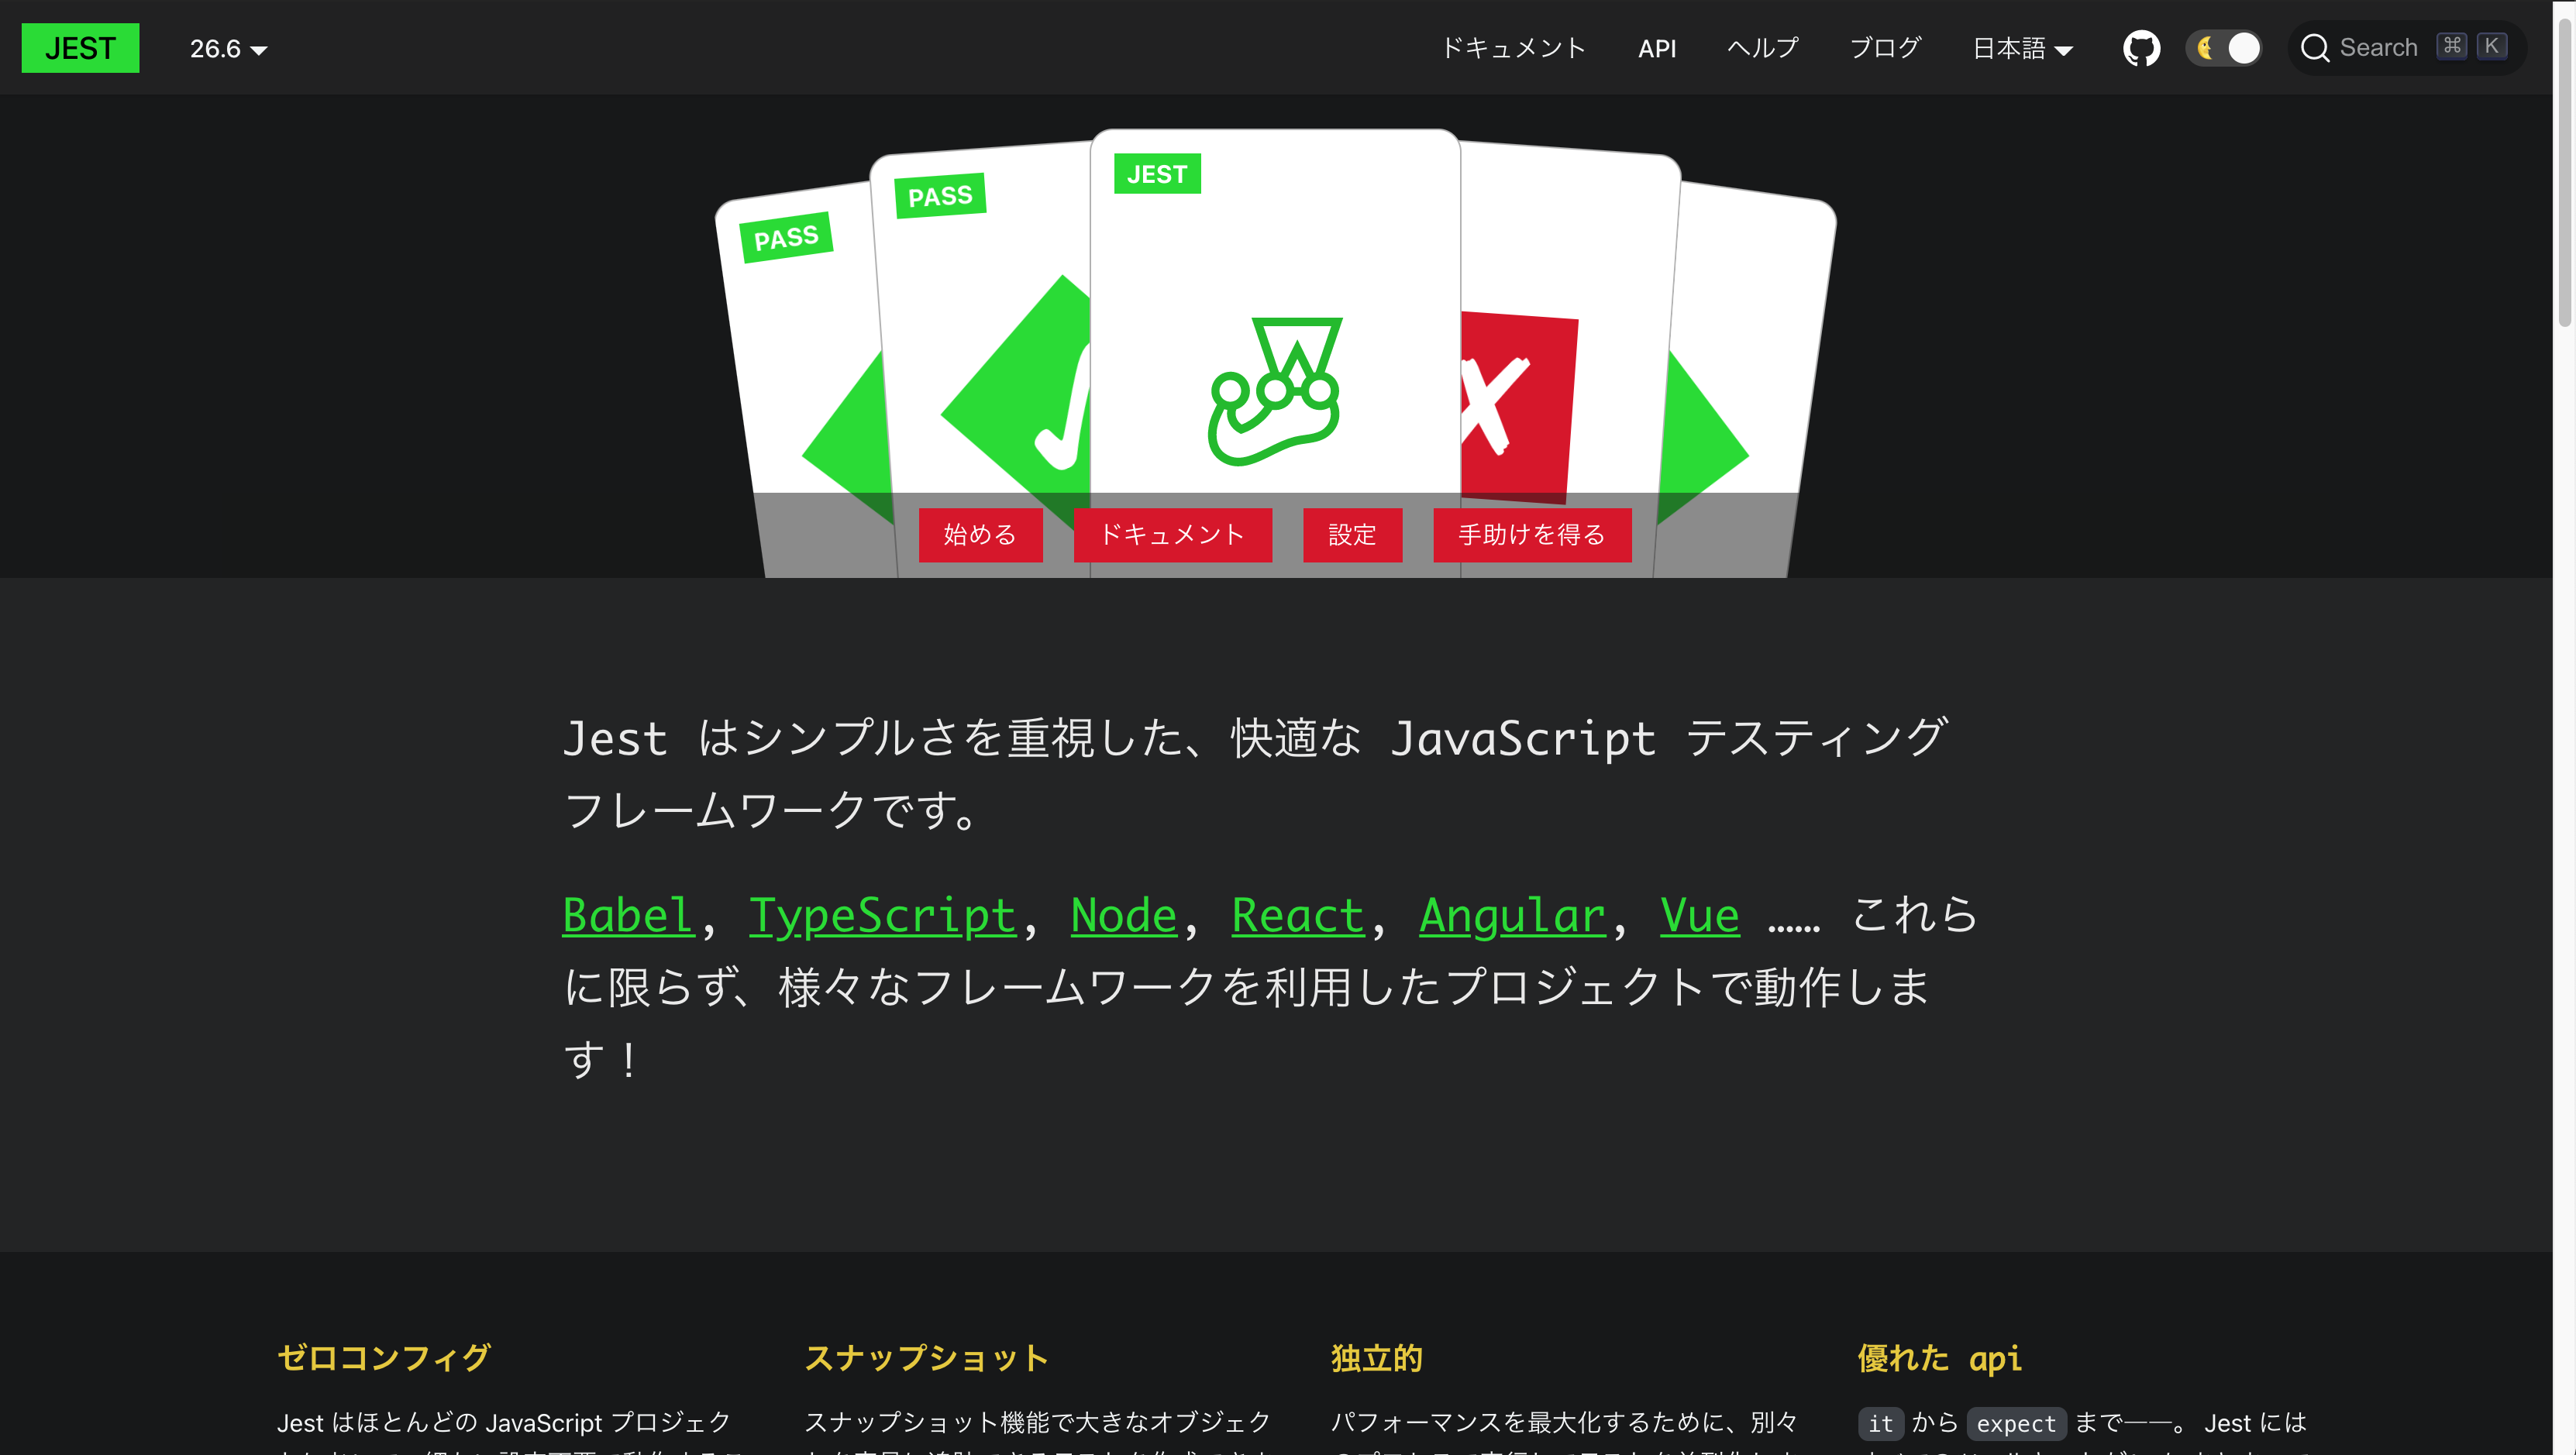 JEST 26.6 ドキュメント API ヘルプ ブログ 日本語 Search ⌘ K
PASS PASS JEST
始める ドキュメント 設定 手助けを得る
Jest はシンプルさを重視した、快適な JavaScript テスティング
フレームワークです。
Babel, TypeScript, Node, React, Angular, Vue …… これら
に限らず、様々なフレームワークを利用したプロジェクトで動作しま
す！
ゼロコンフィグ
Jest はほとんどの JavaScript プロジェク
スナップショット
スナップショット機能で大きなオブジェク
独立的
パフォーマンスを最大化するために、別々
優れた api
it から expect まで——。 Jest には